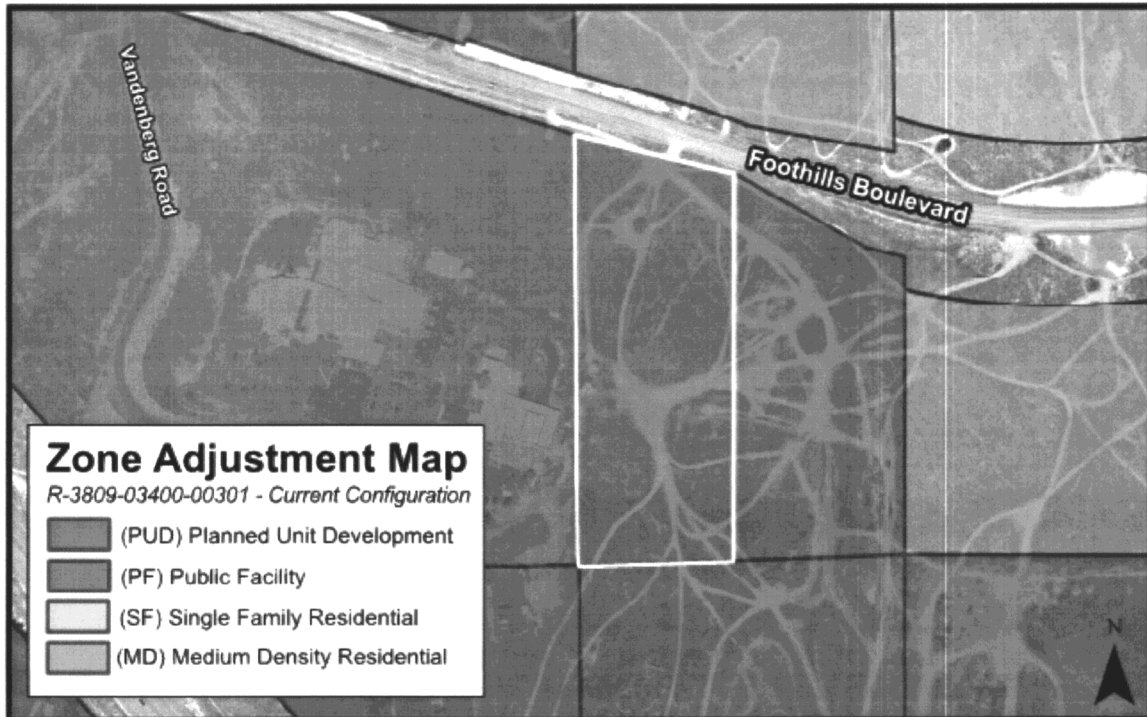 Vandenberg Road
Foothills Boulevard
Zone Adjustment Map
R-3809-03400-00301 - Current Configuration
(PUD) Planned Unit Development
(PF) Public Facility
(SF) Single Family Residential
(MD) Medium Density Residential
N